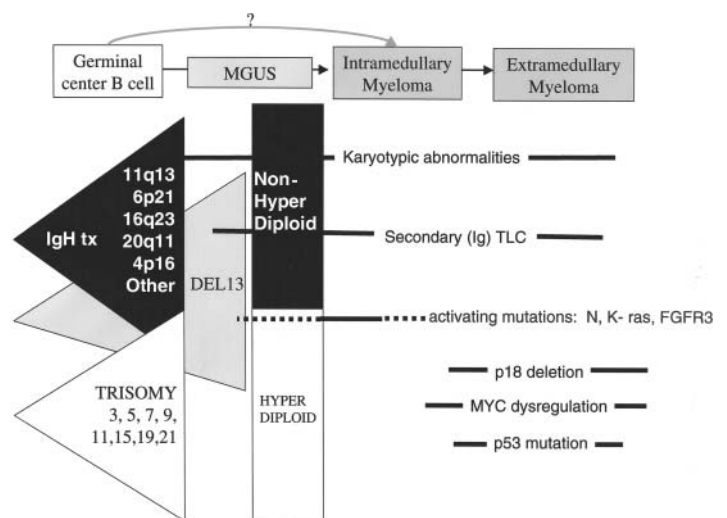 ?
Germinal
center B cell
MGUS
Intramedullary
Myeloma
Extramedullary
Myeloma
Karyotypic abnormalities
11q13
6p21
16q23
20q11
4p16
Other
IgH tx
Non-
Hyper
Diploid
Secondary (Ig) TLC
DEL13
activating mutations: N, K- ras, FGFR3
TRISOMY
3, 5, 7, 9,
11,15,19,21
HYPER
DIPLOID
p18 deletion
MYC dysregulation
p53 mutation